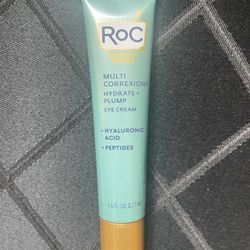 RoC
MULTI
CORREXION®
HYDRATE +
PLUMP
EYE CREAM
• HYALURONIC
ACID
• PEPTIDES